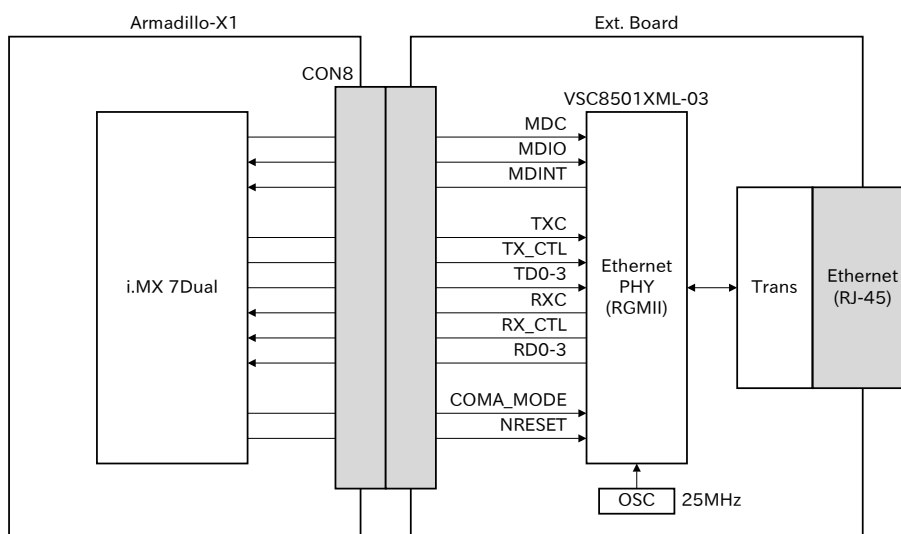 Armadillo-X1
Ext. Board
CON8
VSC8501XML-03
MDC
MDIO
MDINT
TXC
TX_CTL
TD0-3
RXC
RX_CTL
RD0-3
COMA_MODE
NRESET
i.MX 7Dual
Ethernet
PHY
(RGMII)
Trans
Ethernet
(RJ-45)
OSC
25MHz